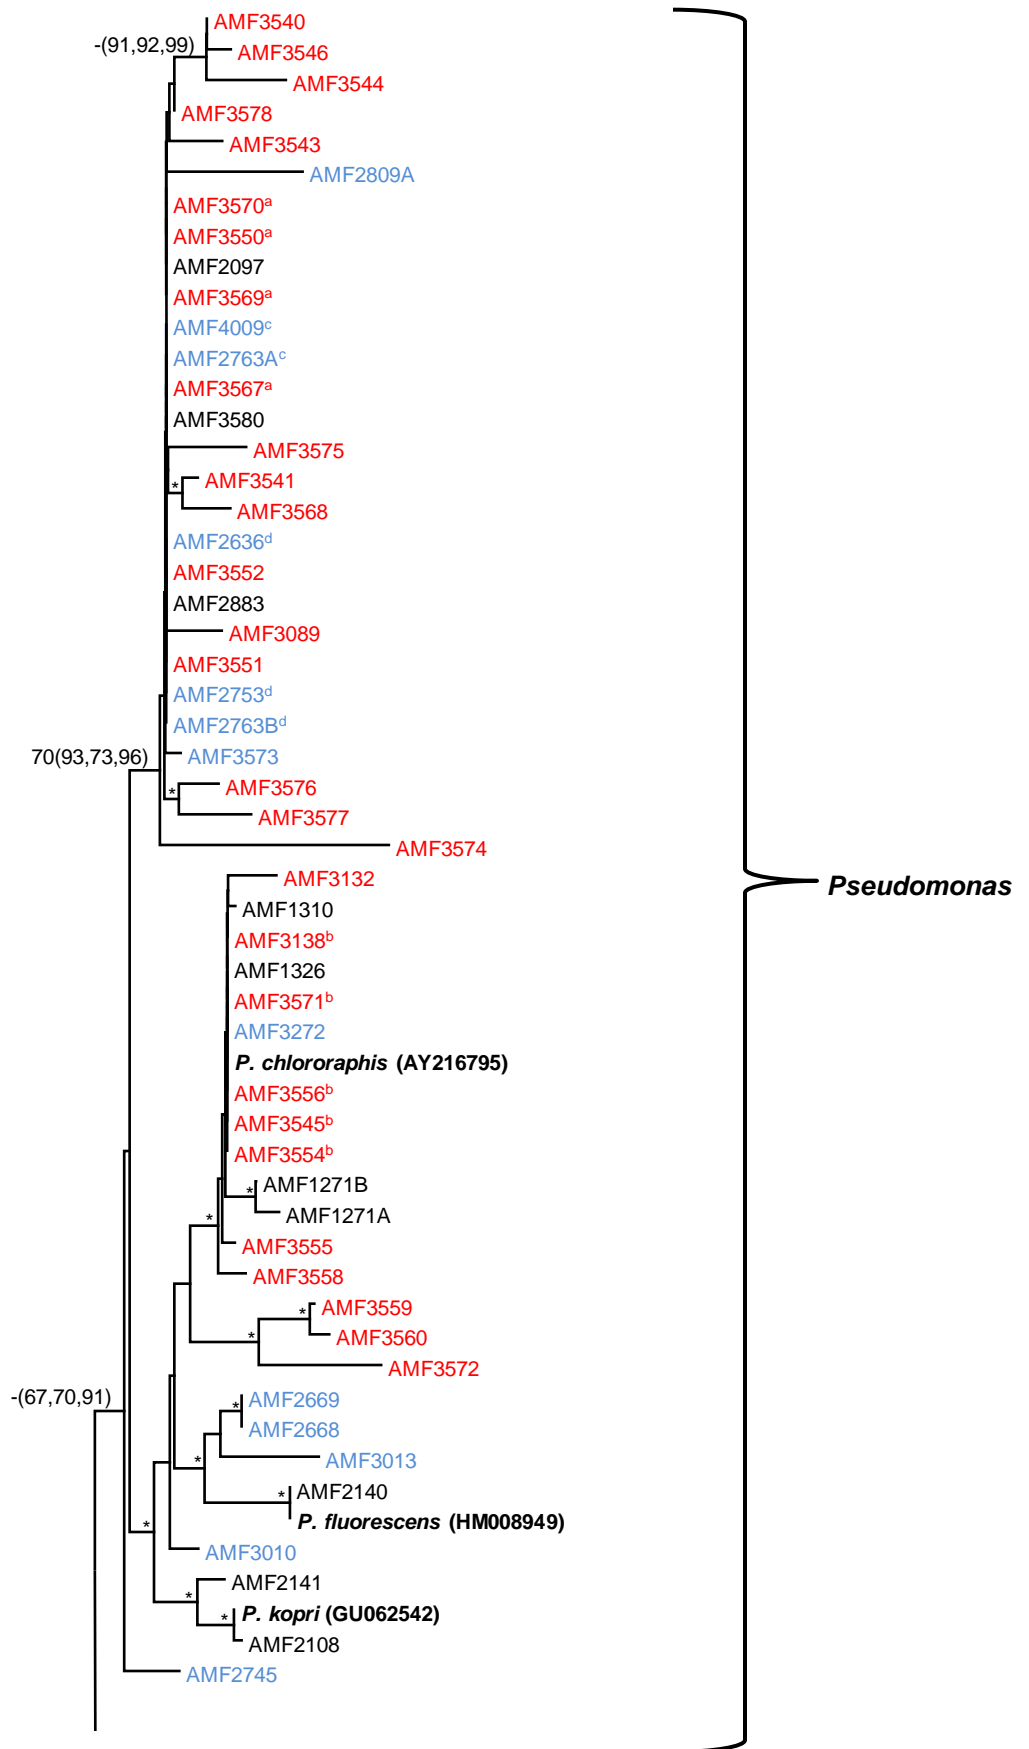 AMF3540
-(91,92,99)
AMF3546
AMF3544
AMF3578
AMF3543
AMF2809A
AMF3570ᵃ
AMF3550ᵃ
AMF2097
AMF3569ᵃ
AMF4009ᶜ
AMF2763Aᶜ
AMF3567ᵃ
AMF3580
AMF3575
*
AMF3541
AMF3568
AMF2636ᵈ
AMF3552
AMF2883
AMF3089
AMF3551
AMF2753ᵈ
AMF2763Bᵈ
70(93,73,96)
AMF3573
AMF3576
*
AMF3577
AMF3574
AMF3132
Pseudomonas
AMF1310
AMF3138ᵇ
AMF1326
AMF3571ᵇ
AMF3272
P. chlororaphis (AY216795)
AMF3556ᵇ
AMF3545ᵇ
AMF3554ᵇ
AMF1271B
*
AMF1271A
*
AMF3555
AMF3558
AMF3559
*
AMF3560
*
AMF3572
-(67,70,91)
AMF2669
*
AMF2668
AMF3013
*
AMF2140
*
P. fluorescens (HM008949)
*
AMF3010
AMF2141
*
P. kopri (GU062542)
*
AMF2108
AMF2745